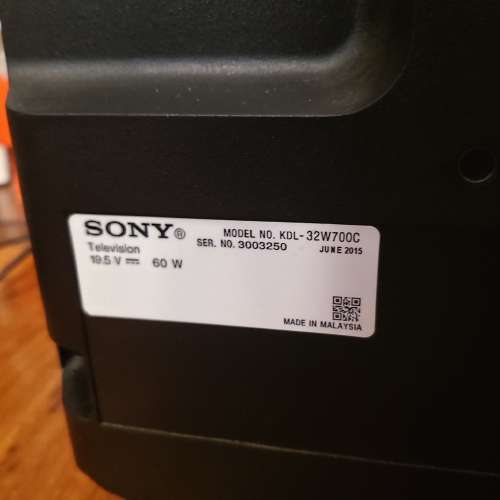 SONY® MODEL NO. KDL-32W700C
Television SER. NO. 3003250 JUNE 2015
19.5 V ⎓ 60 W
MADE IN MALAYSIA